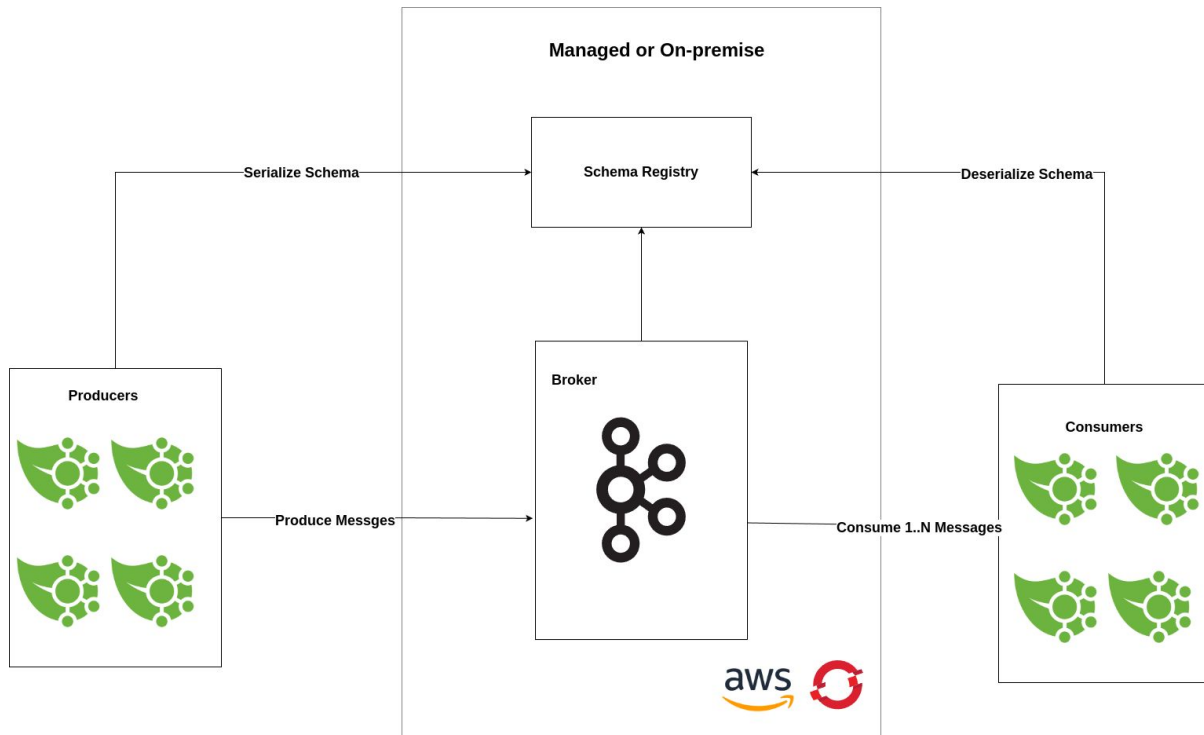 Managed or On-premise
Schema Registry
Serialize Schema
Deserialize Schema
Producers
Broker
Consumers
Produce Messges
Consume 1..N Messages
aws